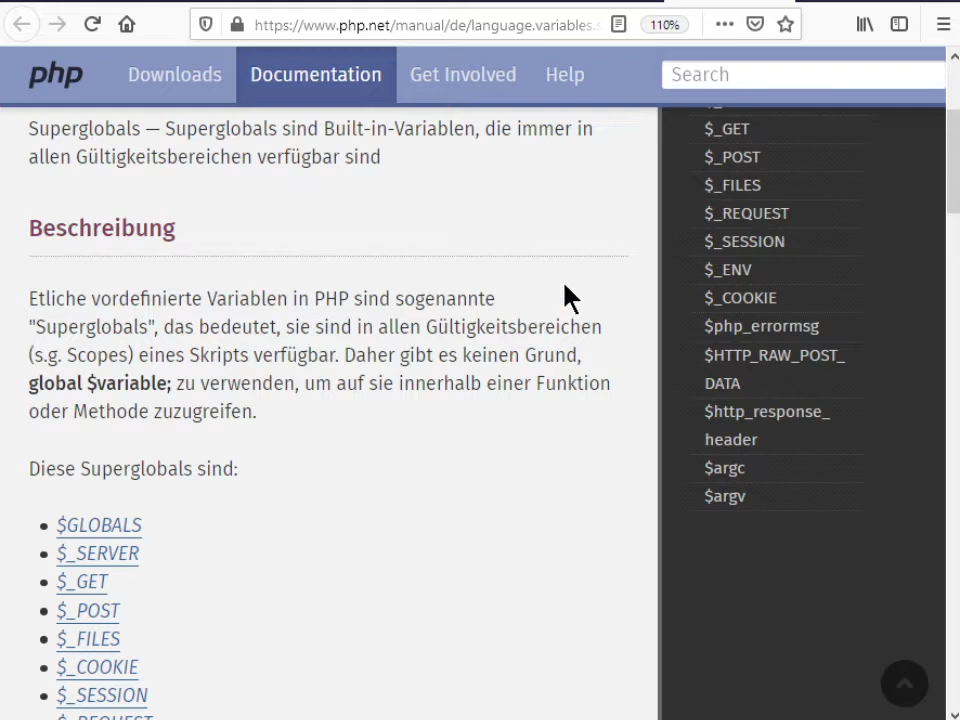 https://www.php.net/manual/de/language.variables.s
110%
php
Downloads
Documentation
Get Involved
Help
Search
Superglobals — Superglobals sind Built-in-Variablen, die immer in
allen Gültigkeitsbereichen verfügbar sind
Beschreibung
Etliche vordefinierte Variablen in PHP sind sogenannte
"Superglobals", das bedeutet, sie sind in allen Gültigkeitsbereichen
(s.g. Scopes) eines Skripts verfügbar. Daher gibt es keinen Grund,
global $variable; zu verwenden, um auf sie innerhalb einer Funktion
oder Methode zuzugreifen.
Diese Superglobals sind:
• $GLOBALS
• $_SERVER
• $_GET
• $_POST
• $_FILES
• $_COOKIE
• $_SESSION
$_GET
$_POST
$_FILES
$_REQUEST
$_SESSION
$_ENV
$_COOKIE
$php_errormsg
$HTTP_RAW_POST_
DATA
$http_response_
header
$argc
$argv